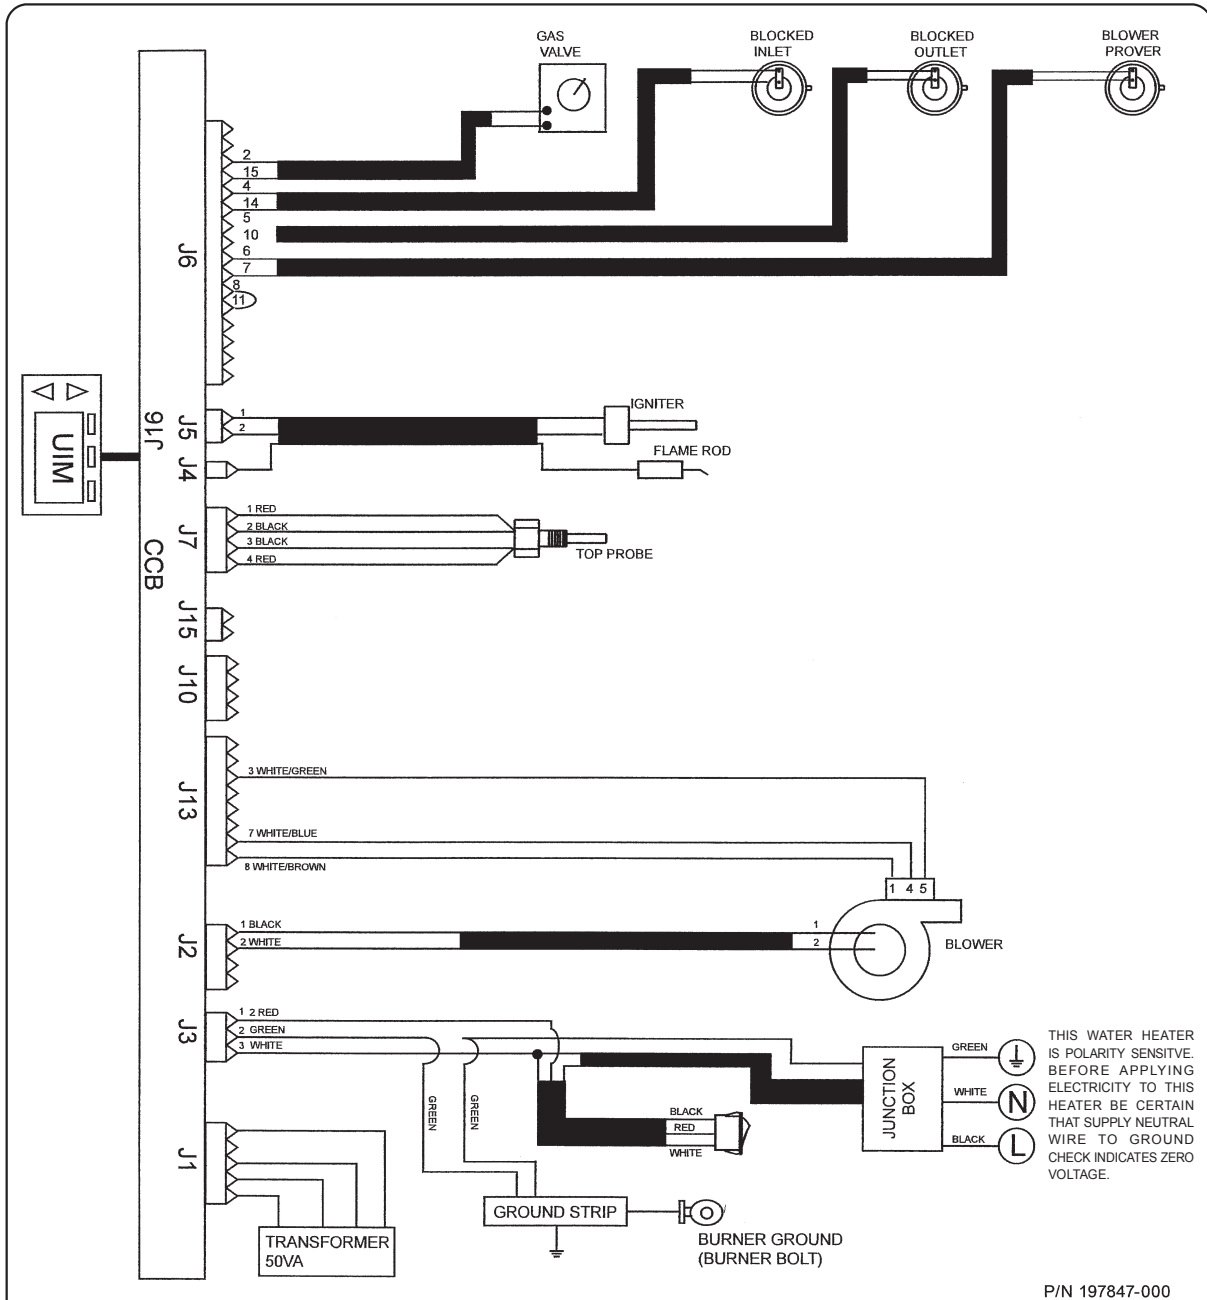 GAS
VALVE
BLOCKED
INLET
BLOCKED
OUTLET
BLOWER
PROVER
2
15
4
14
5
10
6
7
8
11
J6
UIM
J16
J5
1
2
IGNITER
J4
FLAME ROD
J7
1 RED
2 BLACK
3 BLACK
4 RED
TOP PROBE
CCB
J15
J10
J13
3 WHITE/GREEN
7 WHITE/BLUE
8 WHITE/BROWN
1 4 5
J2
1 BLACK
2 WHITE
1
2
BLOWER
J3
1 2 RED
2 GREEN
3 WHITE
GREEN
GREEN
BLACK
RED
WHITE
JUNCTION
BOX
GREEN
WHITE
N
BLACK
L
THIS WATER HEATER
IS POLARITY SENSITVE.
BEFORE APPLYING
ELECTRICITY TO THIS
HEATER BE CERTAIN
THAT SUPPLY NEUTRAL
WIRE TO GROUND
CHECK INDICATES ZERO
VOLTAGE.
J1
TRANSFORMER
50VA
GROUND STRIP
BURNER GROUND
(BURNER BOLT)
P/N 197847-000